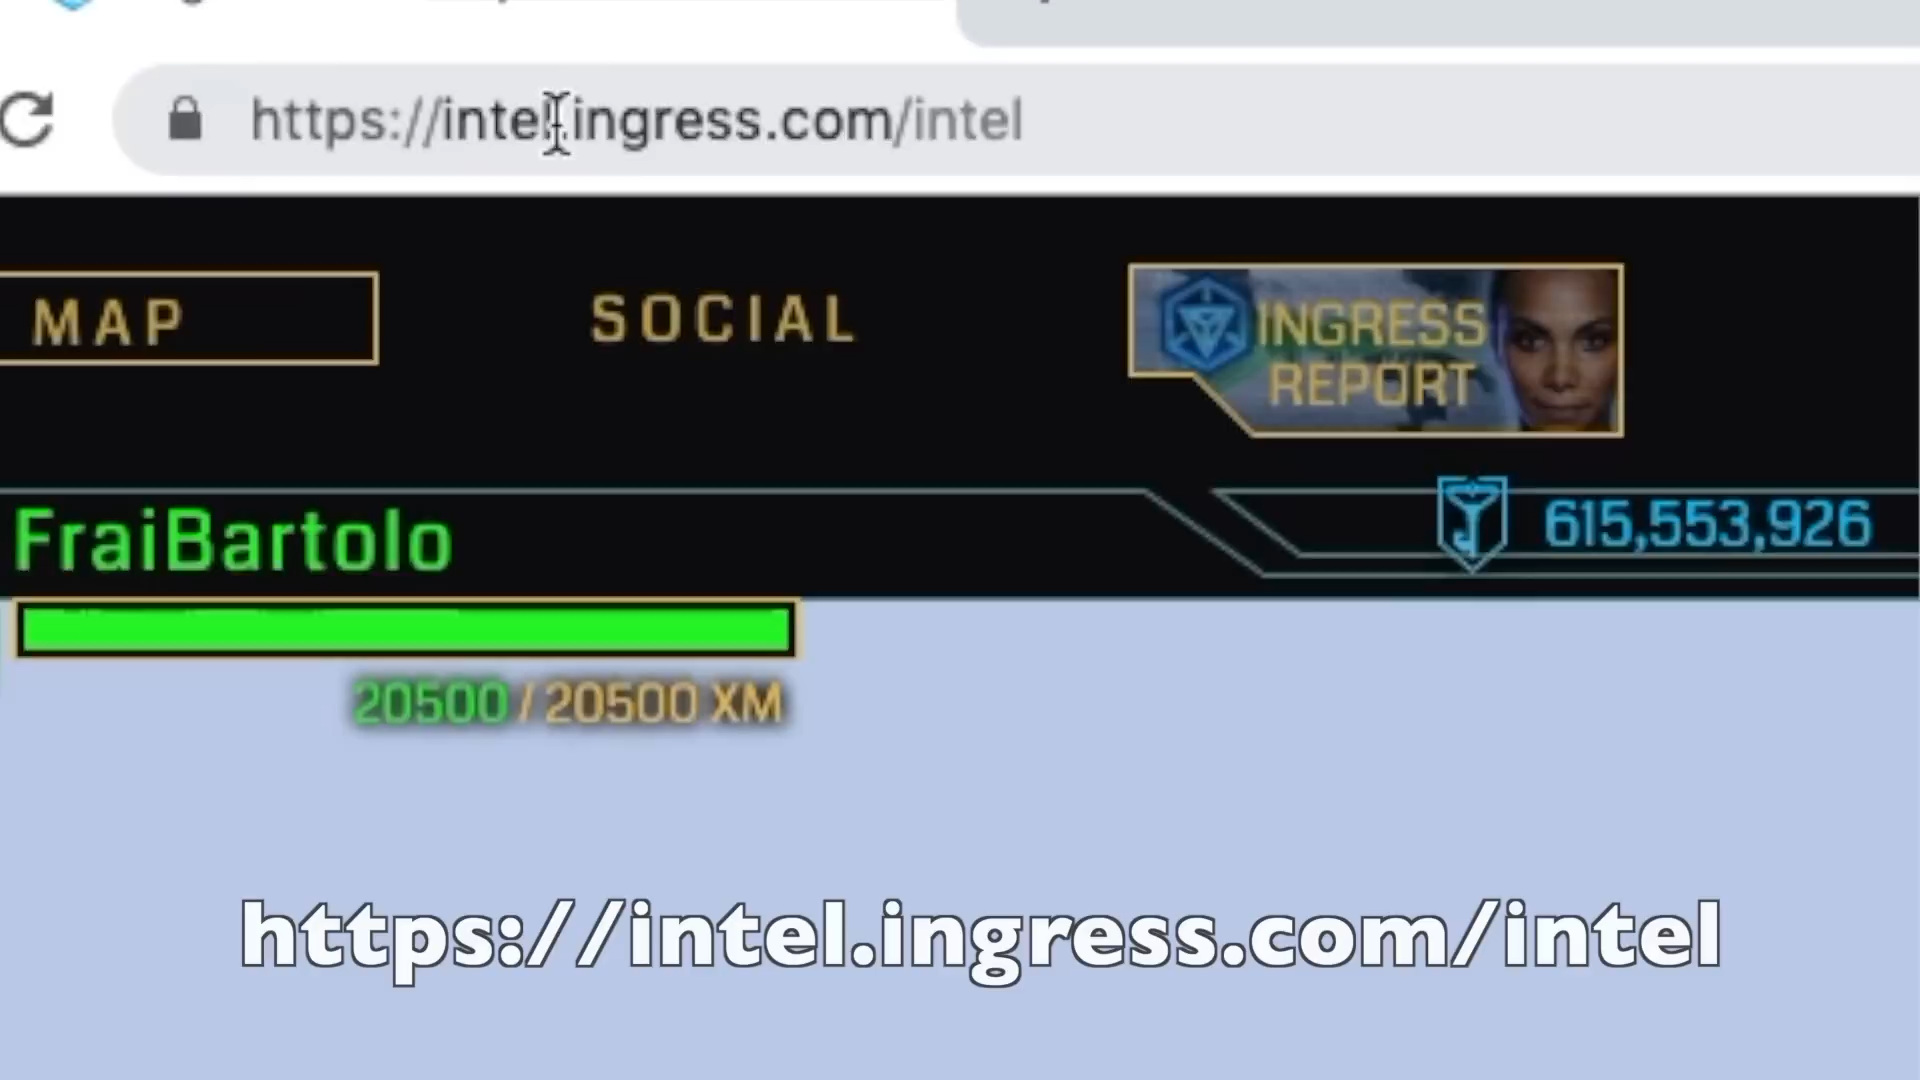 https://intel.ingress.com/intel
MAP
SOCIAL
INGRESS
REPORT
FraiBartolo
615,553,926
20500 / 20500 XM
https://intel.ingress.com/intel